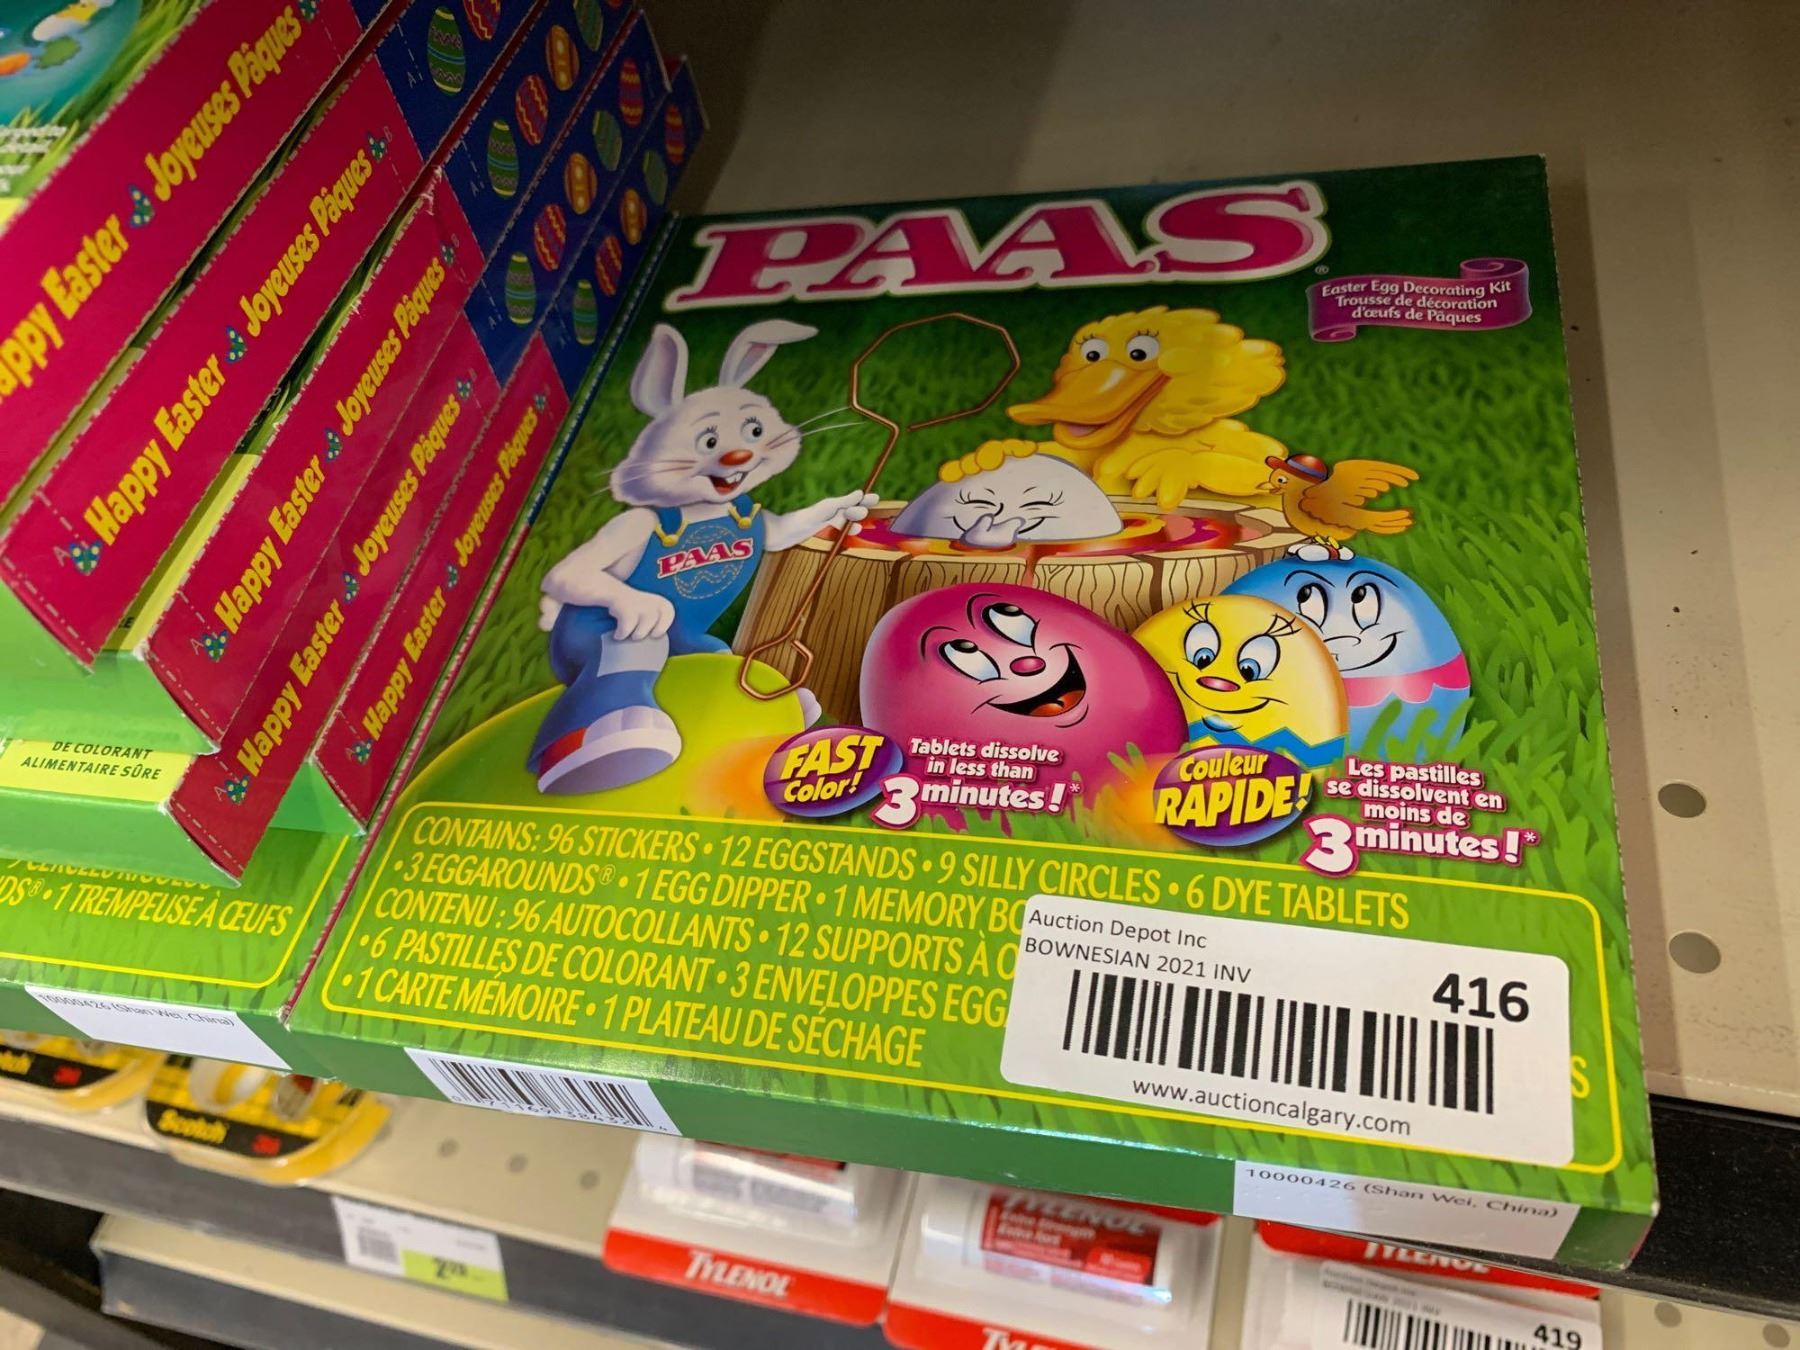 PAAS®
Easter Egg Decorating Kit
Trousse de décoration
d'œufs de Pâques
PAAS
FAST
Color!
Tablets dissolve
in less than
3 minutes!*
Couleur
RAPIDE!
Les pastilles
se dissolvent en
moins de
3 minutes!*
CONTAINS: 96 STICKERS • 12 EGGSTANDS • 9 SILLY CIRCLES • 6 DYE TABLETS
• 3 EGGAROUNDS® • 1 EGG DIPPER • 1 MEMORY
CONTENU : 96 AUTOCOLLANTS • 12 SUPPORTS À
• 6 PASTILLES DE COLORANT • 3 ENVELOPPES EGG
• 1 CARTE MÉMOIRE • 1 PLATEAU DE SÉCHAGE
Auction Depot Inc
BOWNESIAN 2021 INV
416
www.auctioncalgary.com
10000426 (Shan Wei, China)
Happy Easter Joyeuses Pâques
Happy Easter Joyeuses Pâques
Happy Easter Joyeuses Pâques
Happy Easter Joyeuses Pâques
Happy Easter Joyeuses Pâques
DE COLORANT
ALIMENTAIRE SÛRE
• 1 TREMPEUSE À ŒUFS
10000426 (Shan Wei, China)
Scotch
TYLENOL
TYLENOL
TYLENOL
419